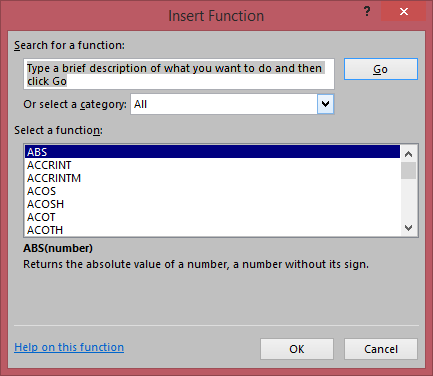 Insert Function
?
Search for a function:
Type a brief description of what you want to do and then
click Go
Go
Or select a category: All
Select a function:
ABS
ACCRINT
ACCRINTM
ACOS
ACOSH
ACOT
ACOTH
ABS(number)
Returns the absolute value of a number, a number without its sign.
Help on this function
OK
Cancel